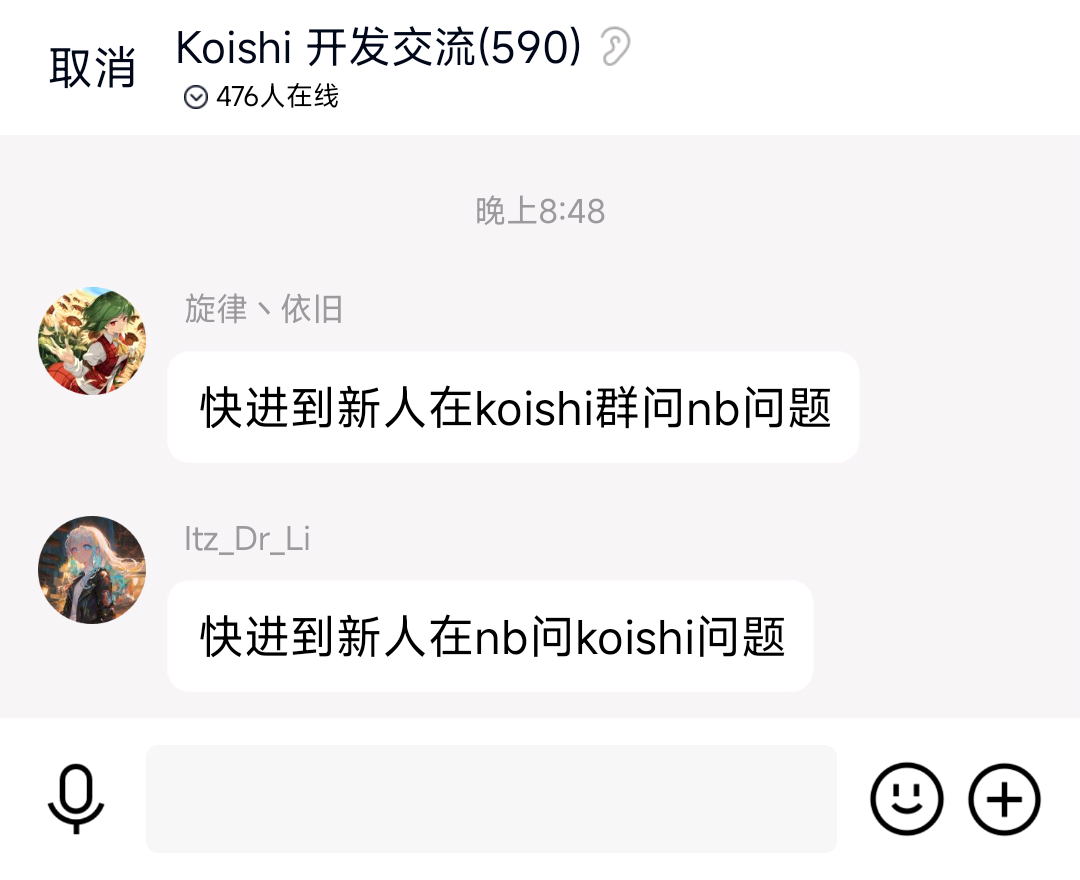 取消
Koishi 开发交流(590)
476人在线
晚上8:48
旋律丶依旧
快进到新人在koishi群问nb问题
Itz_Dr_Li
快进到新人在nb问koishi问题